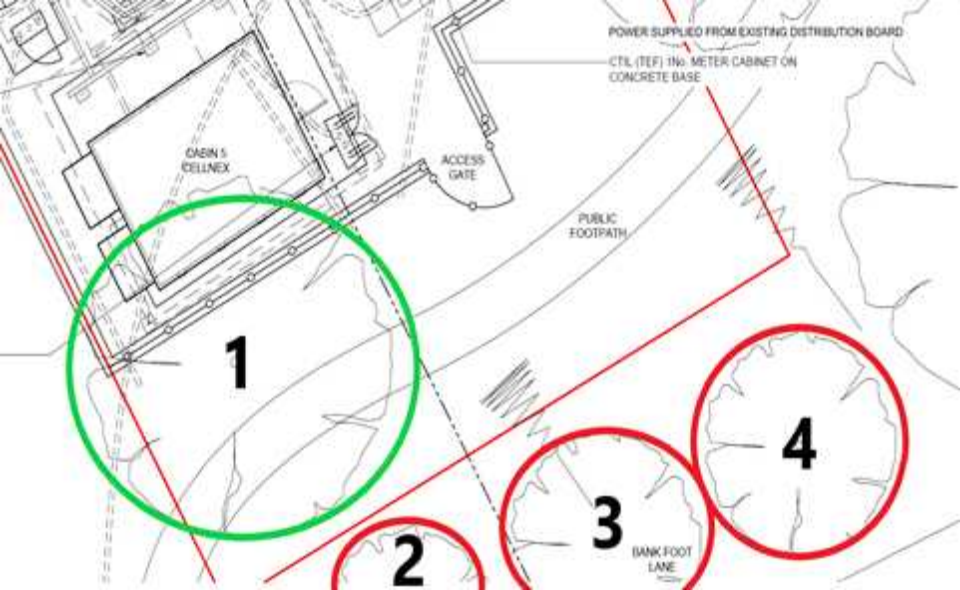 POWER SUPPLIED FROM EXISTING DISTRIBUTION BOARD
CTIL (TEF) 1No. METER CABINET ON
CONCRETE BASE
CABIN 5
CELLNEX
ACCESS
GATE
PUBLIC
FOOTPATH
1
2
3
4
BANK FOOT
LANE